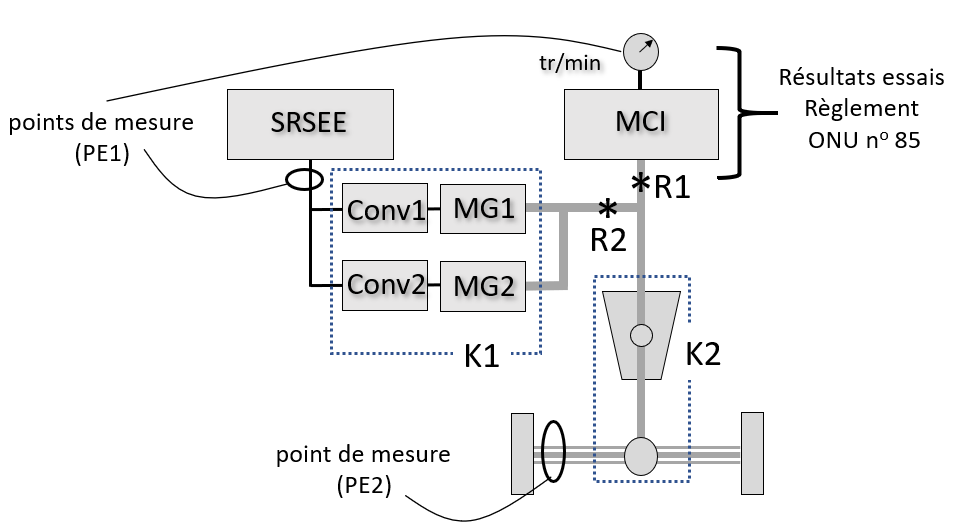 tr/min
Résultats essais
Règlement
ONU nº 85
points de mesure
(PE1)
SRSEE
MCI
*R1
*
R2
Conv1
MG1
Conv2
MG2
K1
K2
point de mesure
(PE2)